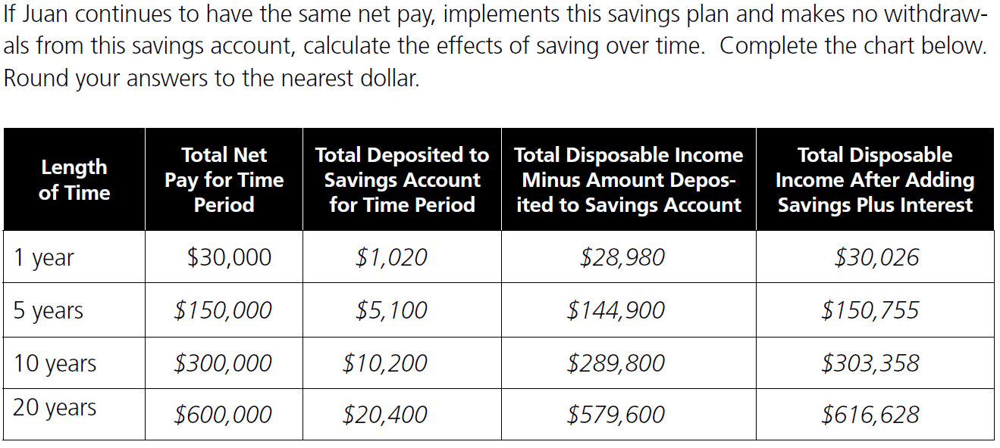 If Juan continues to have the same net pay, implements this savings plan and makes no withdraw-
als from this savings account, calculate the effects of saving over time.  Complete the chart below.
Round your answers to the nearest dollar.
Length
of Time
Total Net
Pay for Time
Period
Total Deposited to
Savings Account
for Time Period
Total Disposable Income
Minus Amount Depos-
ited to Savings Account
Total Disposable
Income After Adding
Savings Plus Interest
1 year $30,000 $1,020 $28,980 $30,026
5 years $150,000 $5,100 $144,900 $150,755
10 years $300,000 $10,200 $289,800 $303,358
20 years $600,000 $20,400 $579,600 $616,628